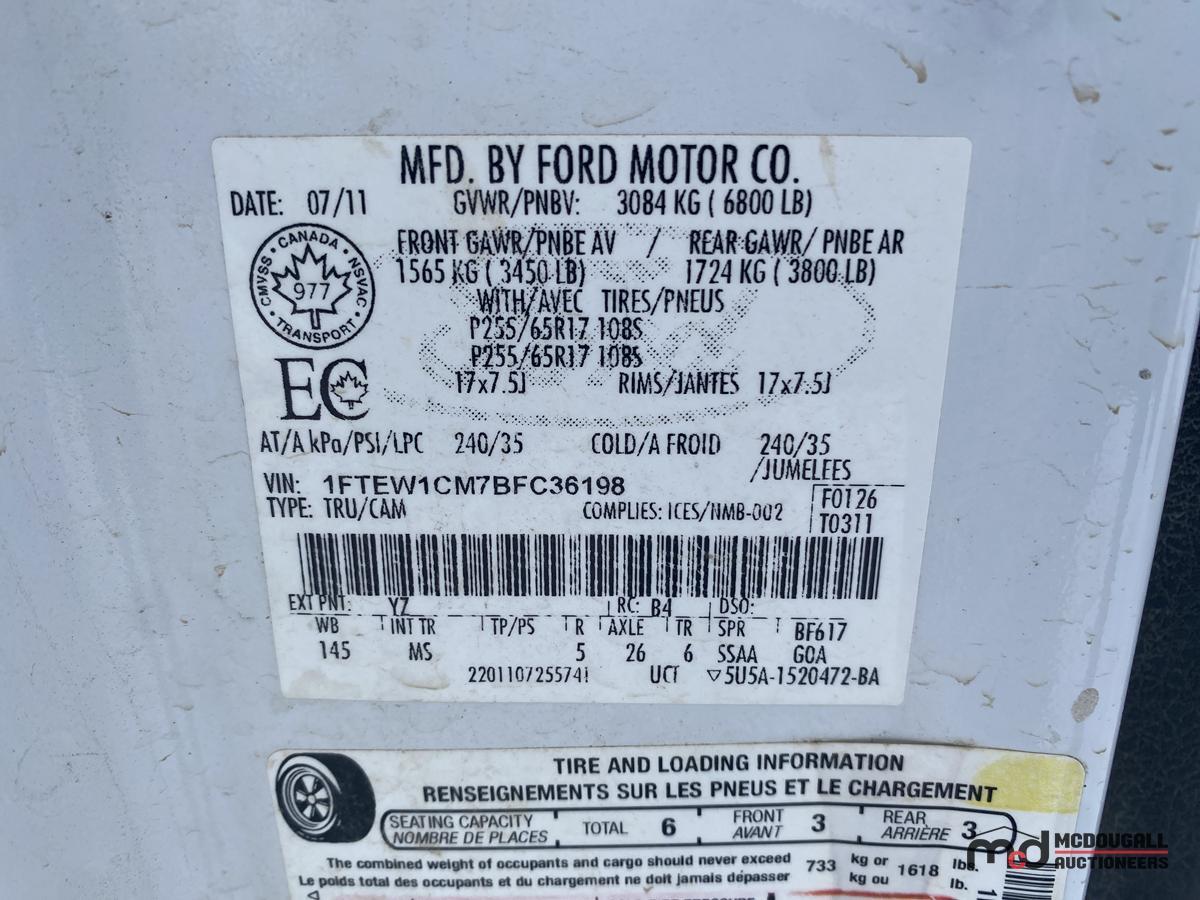 MFD. BY FORD MOTOR CO.
DATE: 07/11 GVWR/PNBV: 3084 KG ( 6800 LB)
FRONT GAWR/PNBE AV / REAR GAWR/ PNBE AR
1565 KG ( 3450 LB) 1724 KG ( 3800 LB)
WITH/AVEC TIRES/PNEUS
P255/65R17 108S
P255/65R17 108S
17x7.5J RIMS/JANTES 17x7.5J
CANADA
CMVSS 977 NSVAC
TRANSPORT
EC
AT/A kPa/PSI/LPC 240/35 COLD/A FROID 240/35
/JUMELEES
VIN: 1FTEW1CM7BFC36198
TYPE: TRU/CAM COMPLIES: ICES/NMB-002
F0126
T0311
EXT PNT: YZ RC: B4 DSO:
WB INT TR TP/PS R AXLE TR SPR BF617
145 MS 5 26 6 SSAA GOA
2201107255741 UCI ▽5U5A-1520472-BA
TIRE AND LOADING INFORMATION
RENSEIGNEMENTS SUR LES PNEUS ET LE CHARGEMENT
SEATING CAPACITY TOTAL 6 FRONT 3 REAR 3
NOMBRE DE PLACES AVANT ARRIÈRE
The combined weight of occupants and cargo should never exceed 733 kg or 1618 lbs.
Le poids total des occupants et du chargement ne doit jamais dépasser kg ou lb.
mcd MCDOUGALL
AUCTIONEERS